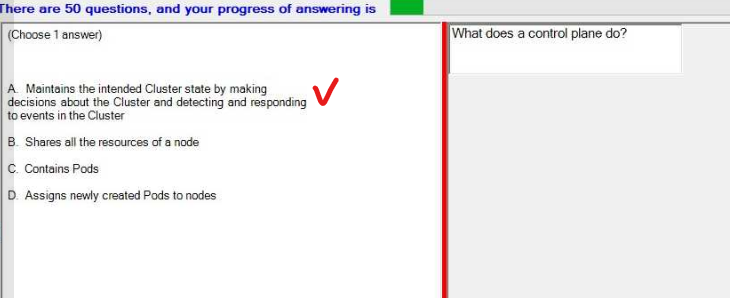 There are 50 questions, and your progress of answering is
(Choose 1 answer)
What does a control plane do?
A. Maintains the intended Cluster state by making
decisions about the Cluster and detecting and responding
to events in the Cluster
B. Shares all the resources of a node
C. Contains Pods
D. Assigns newly created Pods to nodes